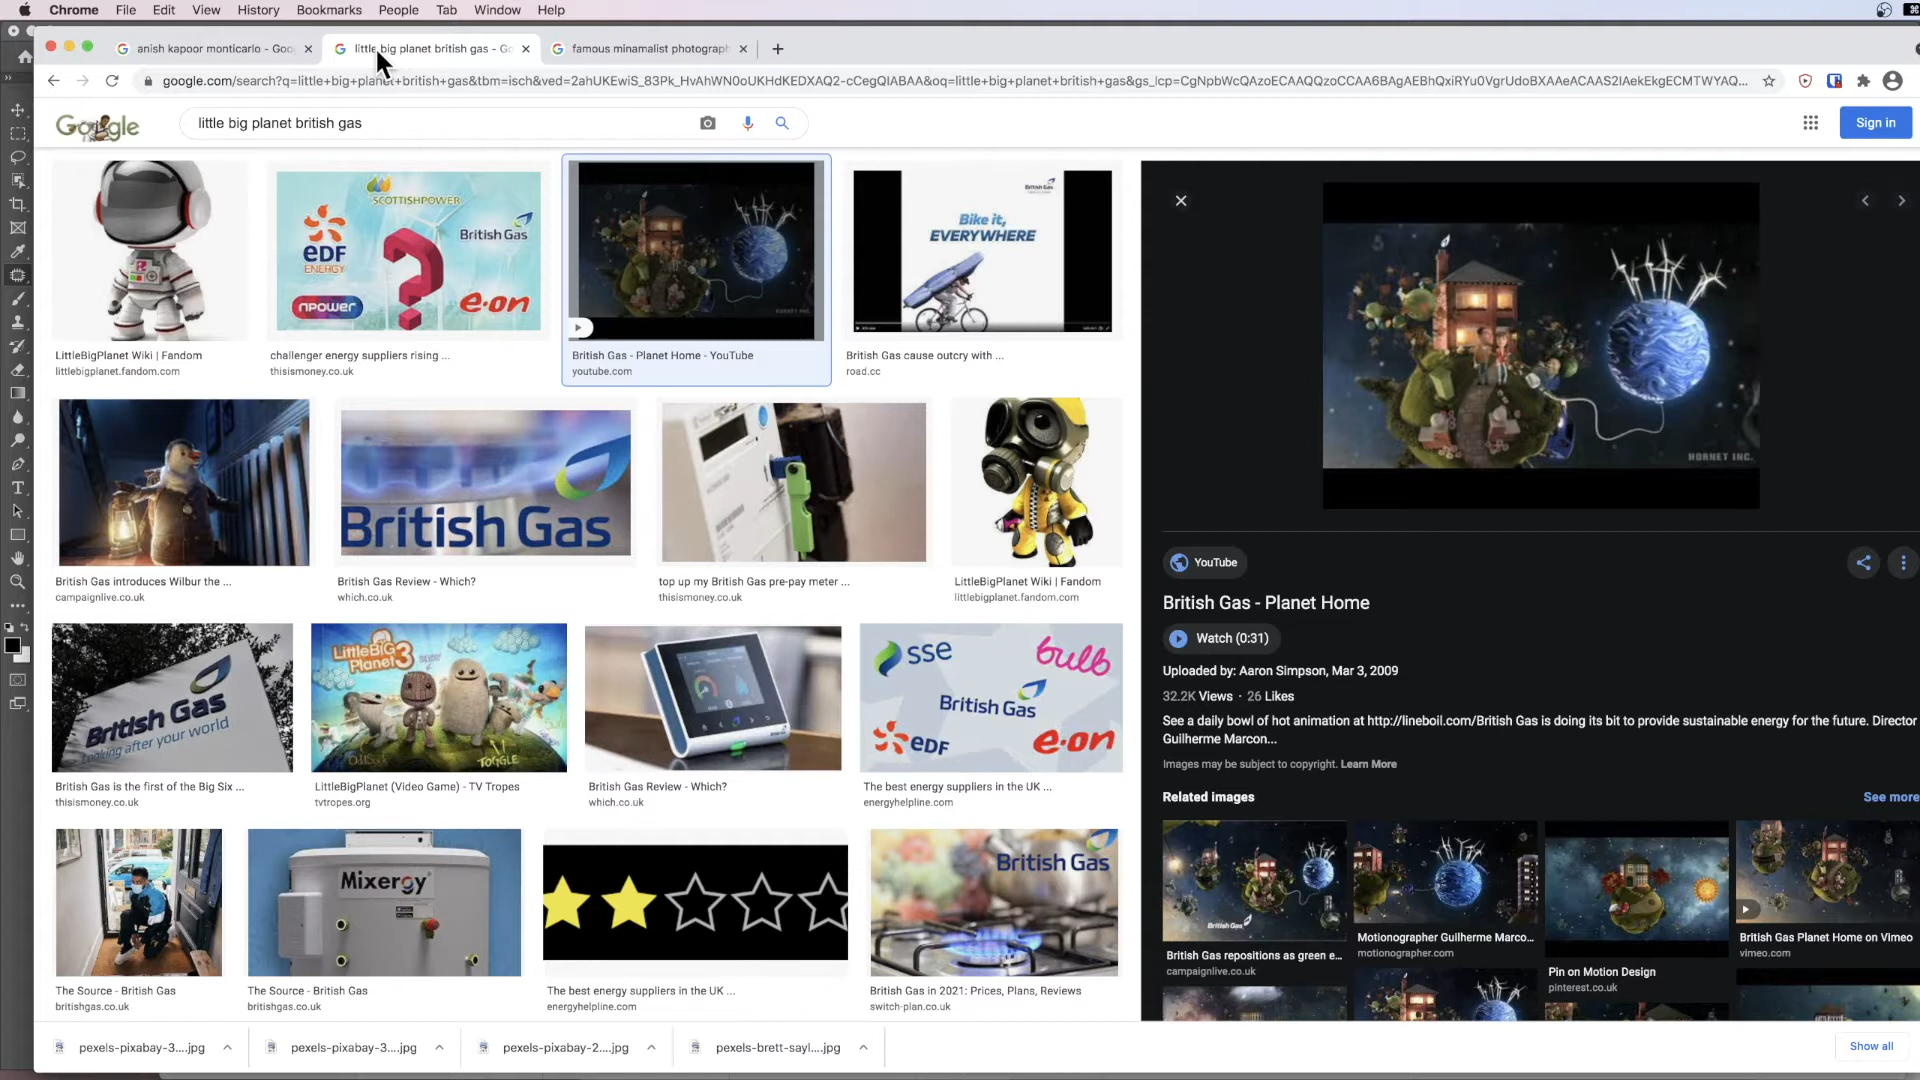 Chrome File Edit View History Bookmarks People Tab Window Help
anish kapoor monticarlo - Goo
little big planet british gas - Go
famous minamalist photograph
google.com/search?q=little+big+planet+british+gas&tbm=isch&ved=2ahUKEwiS_83Pk_HvAhWN0oUKHdKEDXAQ2-cCegQIABAA&oq=little+big+planet+british+gas&gs_lcp=CgNpbWcQAzoECAAQQzoCCAA6BAgAEBhQxiRYu0VgrUdoBXAAeACAAS2IAekEkgECMTWYAQ...
Google
little big planet british gas
Sign in
SCOTTISHPOWER
eDF
ENERGY
British Gas
npower
e·on
HORNET INC.
British Gas
Bike it,
EVERYWHERE
LittleBigPlanet Wiki | Fandom
littlebigplanet.fandom.com
challenger energy suppliers rising ...
thisismoney.co.uk
British Gas - Planet Home - YouTube
youtube.com
British Gas cause outcry with ...
road.cc
British Gas
British Gas introduces Wilbur the ...
campaignlive.co.uk
British Gas Review - Which?
which.co.uk
top up my British Gas pre-pay meter ...
thisismoney.co.uk
LittleBigPlanet Wiki | Fandom
littlebigplanet.fandom.com
British Gas
Looking after your world
LittleBIG
Planet 3
ODDSOCK
TOGGLE
SSE
bulb
British Gas
eDF
e·on
British Gas is the first of the Big Six ...
thisismoney.co.uk
LittleBigPlanet (Video Game) - TV Tropes
tvtropes.org
British Gas Review - Which?
which.co.uk
The best energy suppliers in the UK ...
energyhelpline.com
Mixergy
British Gas
The Source - British Gas
britishgas.co.uk
The Source - British Gas
britishgas.co.uk
The best energy suppliers in the UK ...
energyhelpline.com
British Gas in 2021: Prices, Plans, Reviews
switch-plan.co.uk
HORNET INC.
YouTube
British Gas - Planet Home
Watch (0:31)
Uploaded by: Aaron Simpson, Mar 3, 2009
32.2K Views · 26 Likes
See a daily bowl of hot animation at http://lineboil.com/British Gas is doing its bit to provide sustainable energy for the future. Director
Guilherme Marcon...
Images may be subject to copyright. Learn More
Related images
See more
British Gas
British Gas repositions as green e...
campaignlive.co.uk
Motionographer Guilherme Marco...
motionographer.com
Pin on Motion Design
pinterest.co.uk
British Gas Planet Home on Vimeo
vimeo.com
pexels-pixabay-3....jpg
pexels-pixabay-3....jpg
pexels-pixabay-2....jpg
pexels-brett-sayl....jpg
Show all